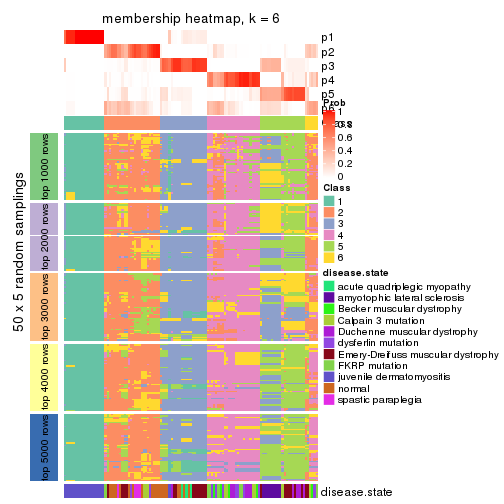 membership heatmap, k = 6
p1
p2
p3
p4
p5
Prob
1
0.8
0.6
0.4
0.2
0
Class
1
2
3
4
5
6
disease.state
acute quadriplegic myopathy
amyotophic lateral sclerosis
Becker muscular dystrophy
Calpain 3 mutation
Duchenne muscular dystrophy
dysferlin mutation
Emery-Dreifuss muscular dystrophy
FKRP mutation
juvenile dermatomyositis
normal
spastic paraplegia
50 x 5 random samplings
top 1000 rows
top 2000 rows
top 3000 rows
top 4000 rows
top 5000 rows
disease.state